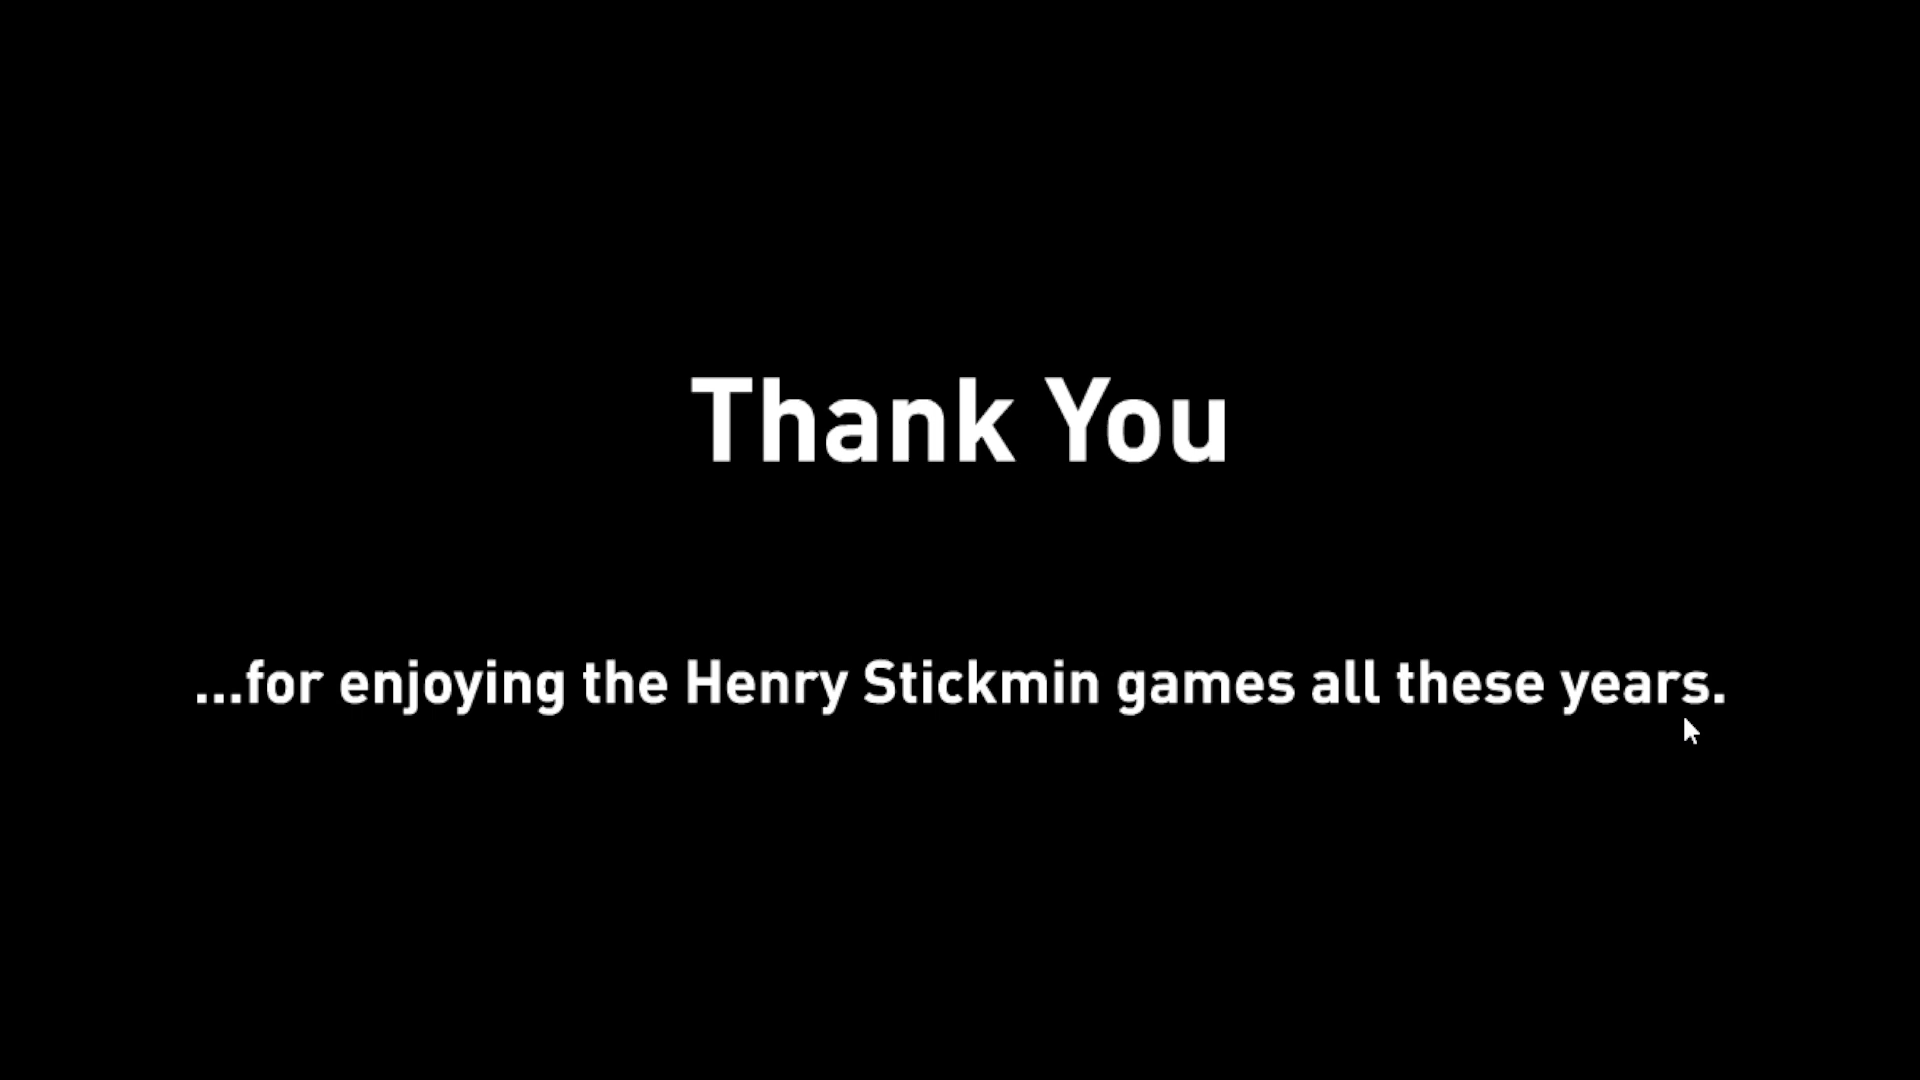 Thank You
...for enjoying the Henry Stickmin games all these years.